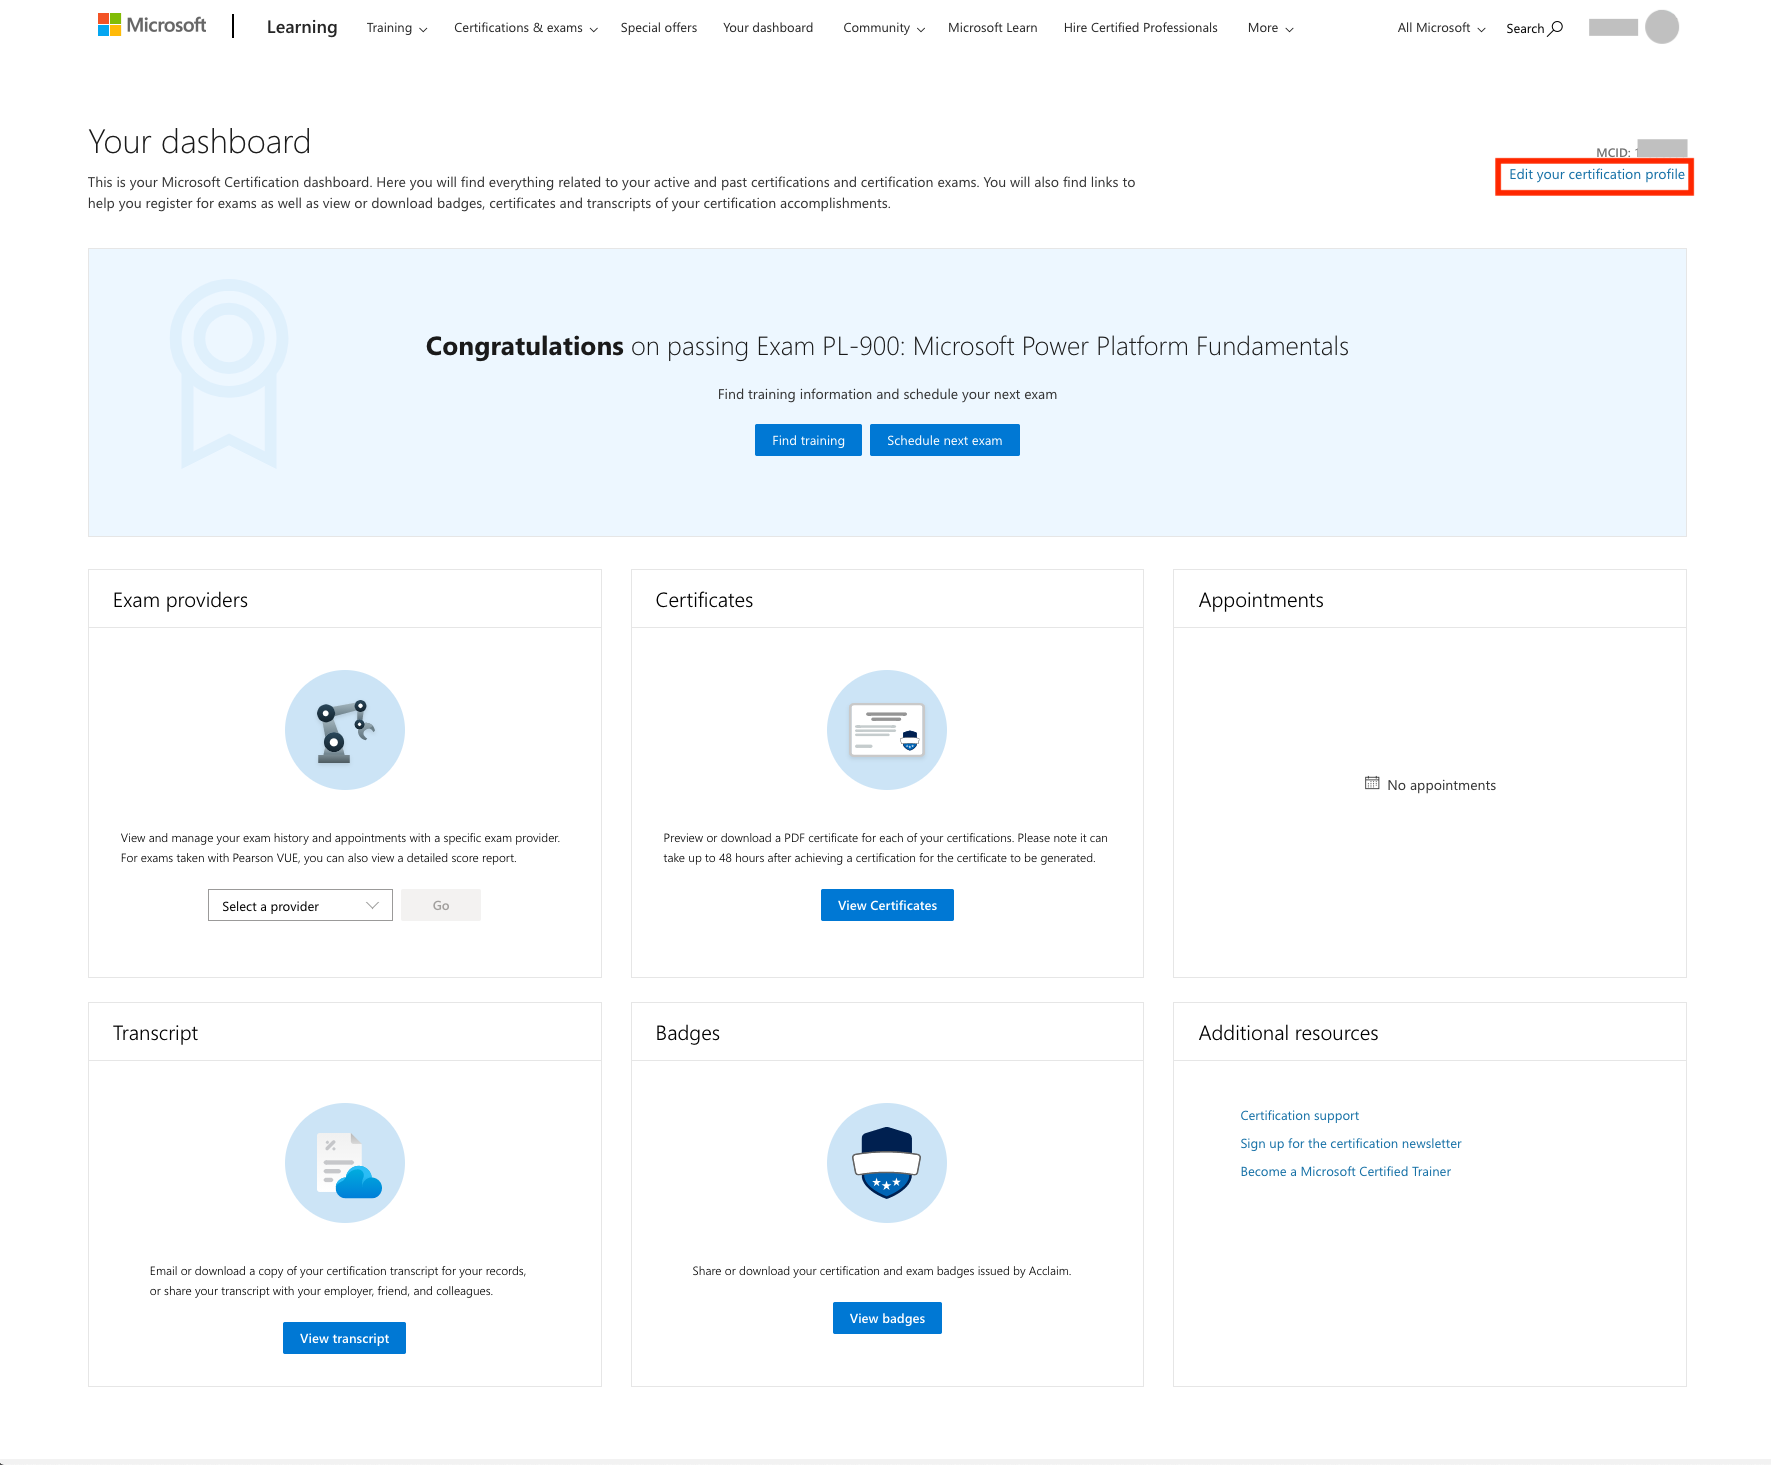 Microsoft
Learning
Training
Certifications & exams
Special offers
Your dashboard
Community
Microsoft Learn
Hire Certified Professionals
More
All Microsoft
Search
Your dashboard
MCID:
This is your Microsoft Certification dashboard. Here you will find everything related to your active and past certifications and certification exams. You will also find links to
help you register for exams as well as view or download badges, certificates and transcripts of your certification accomplishments.
Edit your certification profile
Congratulations on passing Exam PL-900: Microsoft Power Platform Fundamentals
Find training information and schedule your next exam
Find training
Schedule next exam
Exam providers
View and manage your exam history and appointments with a specific exam provider.
For exams taken with Pearson VUE, you can also view a detailed score report.
Select a provider
Go
Certificates
Preview or download a PDF certificate for each of your certifications. Please note it can
take up to 48 hours after achieving a certification for the certificate to be generated.
View Certificates
Appointments
No appointments
Transcript
Email or download a copy of your certification transcript for your records,
or share your transcript with your employer, friend, and colleagues.
View transcript
Badges
Share or download your certification and exam badges issued by Acclaim.
View badges
Additional resources
Certification support
Sign up for the certification newsletter
Become a Microsoft Certified Trainer